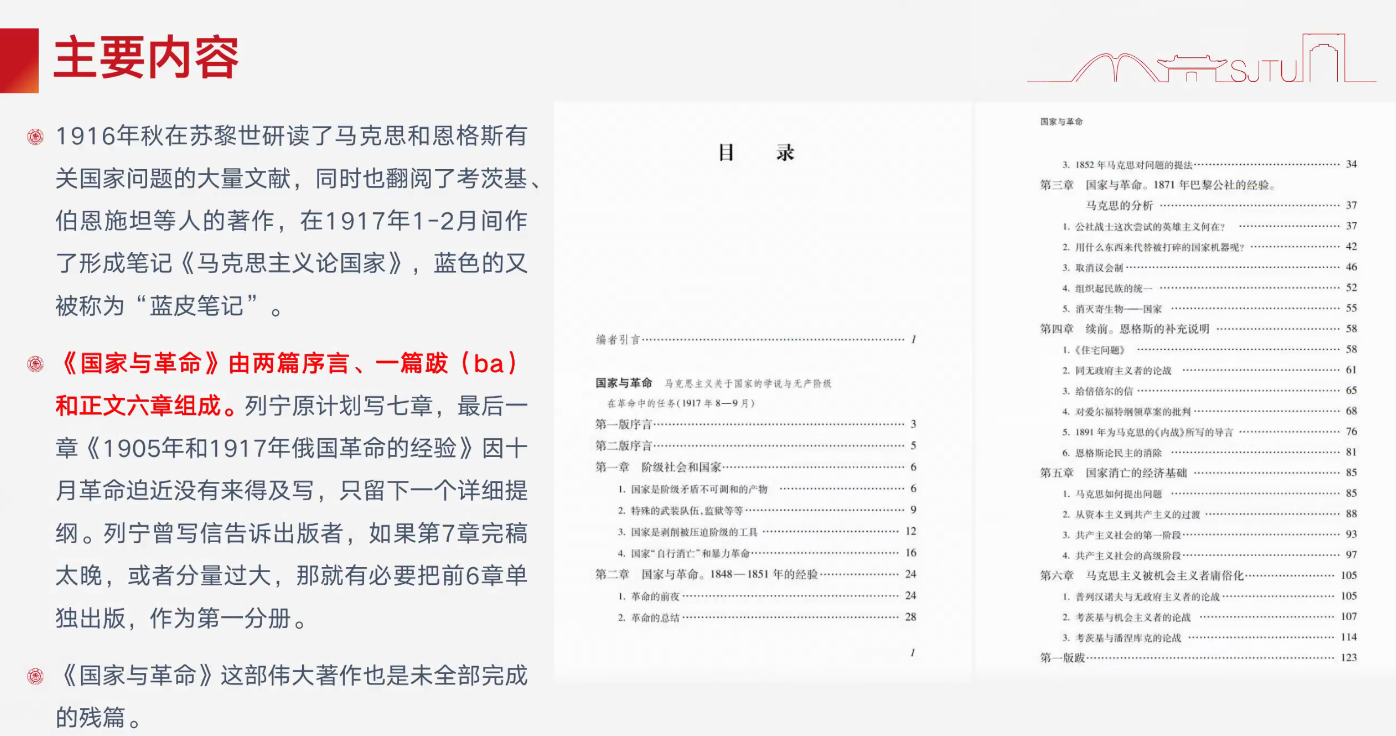 主要内容
SJTU
1916年秋在苏黎世研读了马克思和恩格斯有
关国家问题的大量文献，同时也翻阅了考茨基、
伯恩施坦等人的著作，在1917年1-2月间作
了形成笔记《马克思主义论国家》，蓝色的又
被称为“蓝皮笔记”。
《国家与革命》由两篇序言、一篇跋（ba）
和正文六章组成。列宁原计划写七章，最后一
章《1905年和1917年俄国革命的经验》因十
月革命迫近没有来得及写，只留下一个详细提
纲。列宁曾写信告诉出版者，如果第7章完稿
太晚，或者分量过大，那就有必要把前6章单
独出版，作为第一分册。
《国家与革命》这部伟大著作也是未全部完成
的残篇。
目 录
编者引言 1
国家与革命 马克思主义关于国家的学说与无产阶级
在革命中的任务(1917年8—9月)
第一版序言 3
第二版序言 5
第一章 阶级社会和国家 6
1. 国家是阶级矛盾不可调和的产物 6
2. 特殊的武装队伍,监狱等等 9
3. 国家是剥削被压迫阶级的工具 12
4. 国家“自行消亡”和暴力革命 16
第二章 国家与革命。1848—1851年的经验 24
1. 革命的前夜 24
2. 革命的总结 28
1
国家与革命
3. 1852年马克思对问题的提法 34
第三章 国家与革命。1871年巴黎公社的经验。
马克思的分析 37
1. 公社战士这次尝试的英雄主义何在? 37
2. 用什么东西来代替被打碎的国家机器呢? 42
3. 取消议会制 46
4. 组织起民族的统一 52
5. 消灭寄生物——国家 55
第四章 续前。恩格斯的补充说明 58
1.《住宅问题》 58
2. 同无政府主义者的论战 61
3. 给倍倍尔的信 65
4. 对爱尔福特纲领草案的批判 68
5. 1891年为马克思的《内战》所写的导言 76
6. 恩格斯论民主的消除 81
第五章 国家消亡的经济基础 85
1. 马克思如何提出问题 85
2. 从资本主义到共产主义的过渡 88
3. 共产主义社会的第一阶段 93
4. 共产主义社会的高级阶段 97
第六章 马克思主义被机会主义者庸俗化 105
1. 普列汉诺夫与无政府主义者的论战 105
2. 考茨基与机会主义者的论战 107
3. 考茨基与潘涅库克的论战 114
第一版跋 123